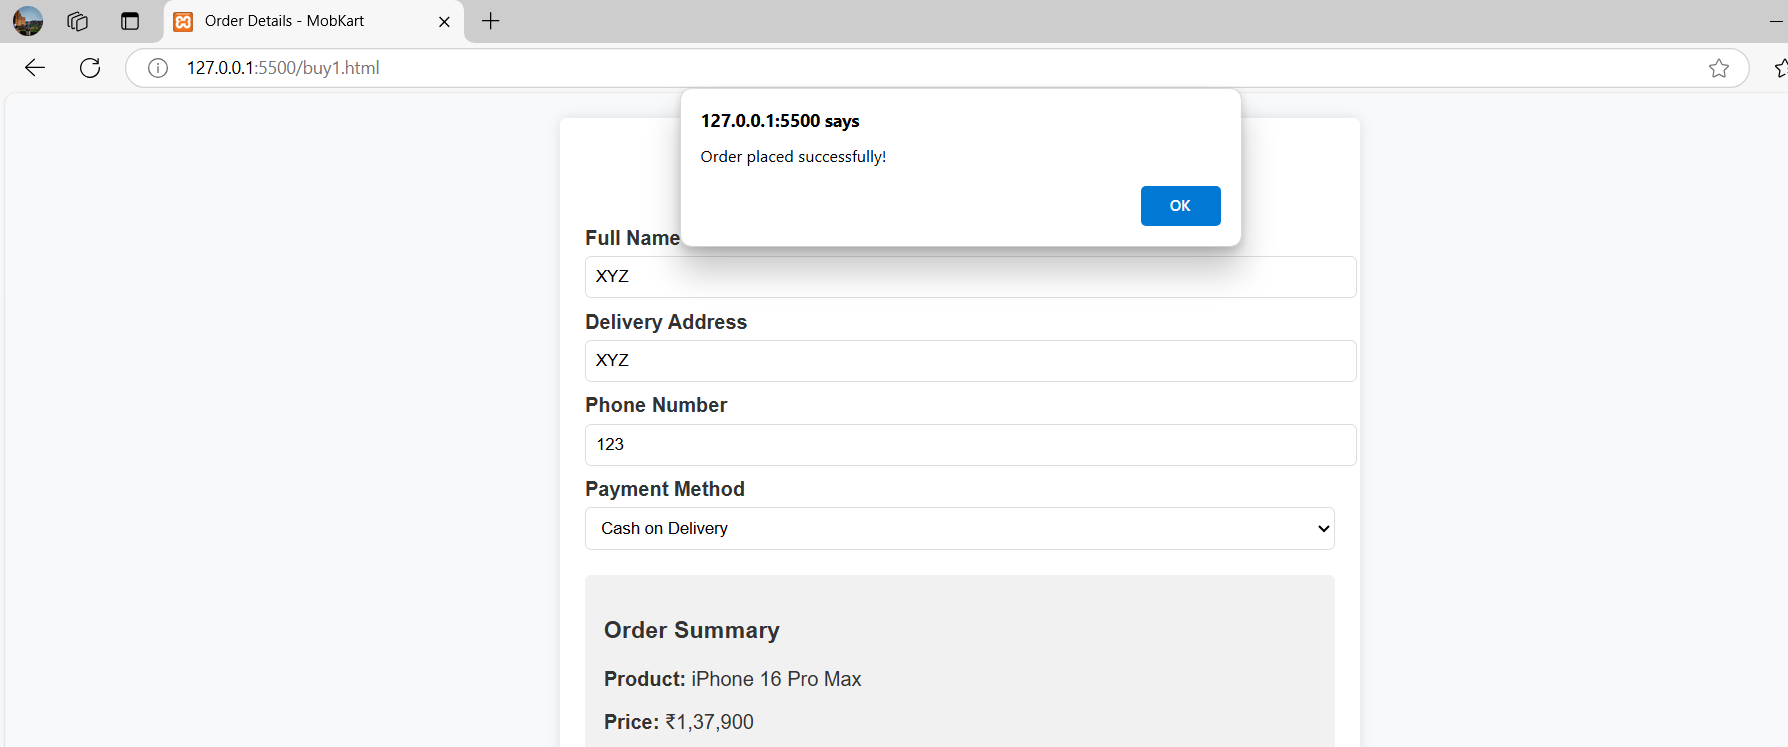 Order Details - MobKart
127.0.0.1:5500/buy1.html
127.0.0.1:5500 says
Order placed successfully!
OK
Full Name
XYZ
Delivery Address
XYZ
Phone Number
123
Payment Method
Cash on Delivery
Order Summary
Product: iPhone 16 Pro Max
Price: ₹1,37,900